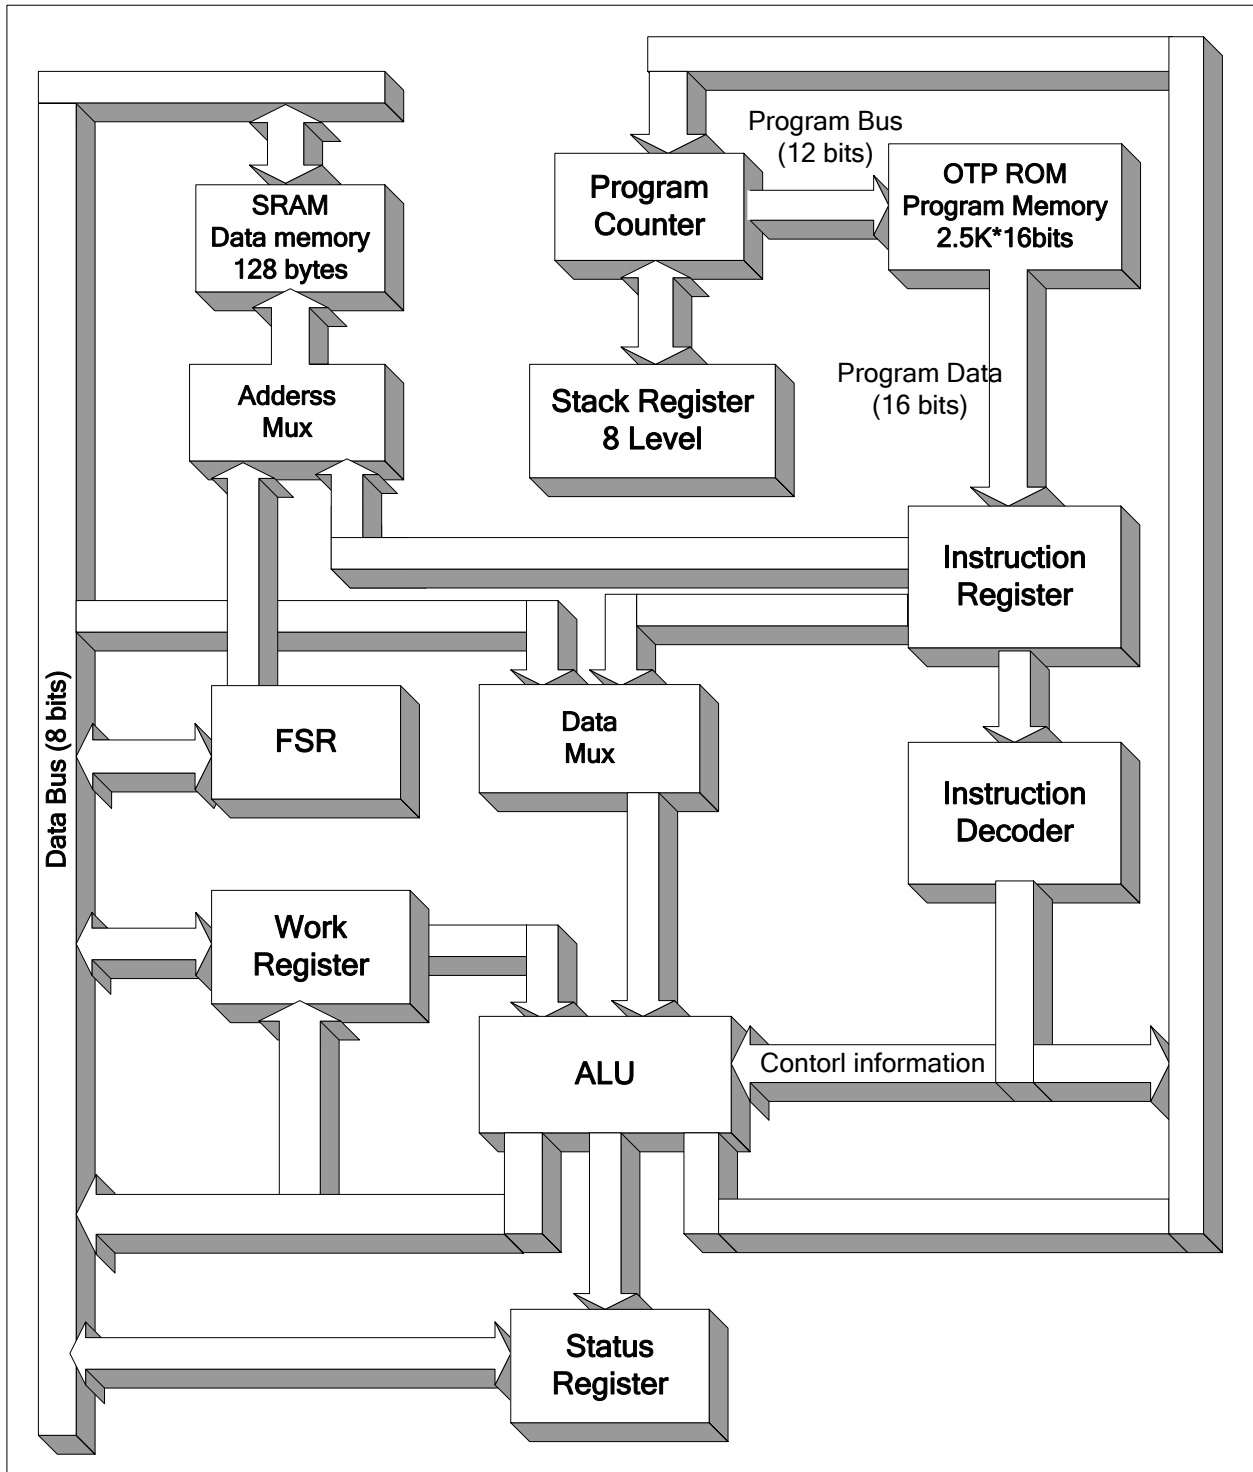 Program Bus
(12 bits)
SRAM
Data memory
128 bytes
Program
Counter
OTP ROM
Program Memory
2.5K*16bits
Adderss
Mux
Stack Register
8 Level
Program Data
(16 bits)
Instruction
Register
Data Bus (8 bits)
FSR
Data
Mux
Instruction
Decoder
Work
Register
ALU
Contorl information
Status
Register